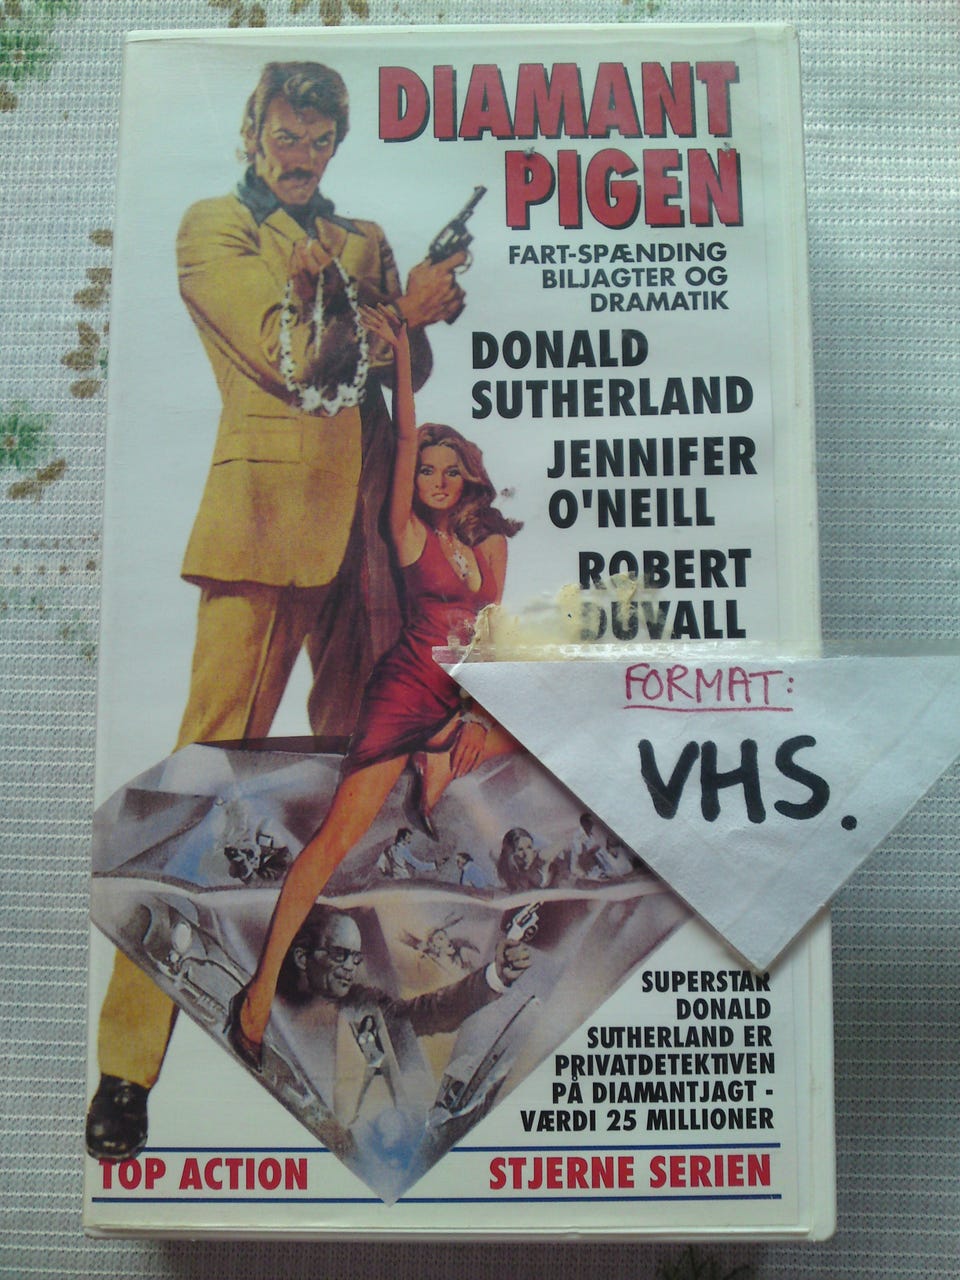 DIAMANT
PIGEN
FART-SPÆNDING
BILJAGTER OG
DRAMATIK
DONALD
SUTHERLAND
JENNIFER
O'NEILL
ROBERT
DUVALL
FORMAT:
VHS.
SUPERSTAR
DONALD
SUTHERLAND ER
PRIVATDETEKTIVEN
PÅ DIAMANTJAGT -
VÆRDI 25 MILLIONER
TOP ACTION
STJERNE SERIEN